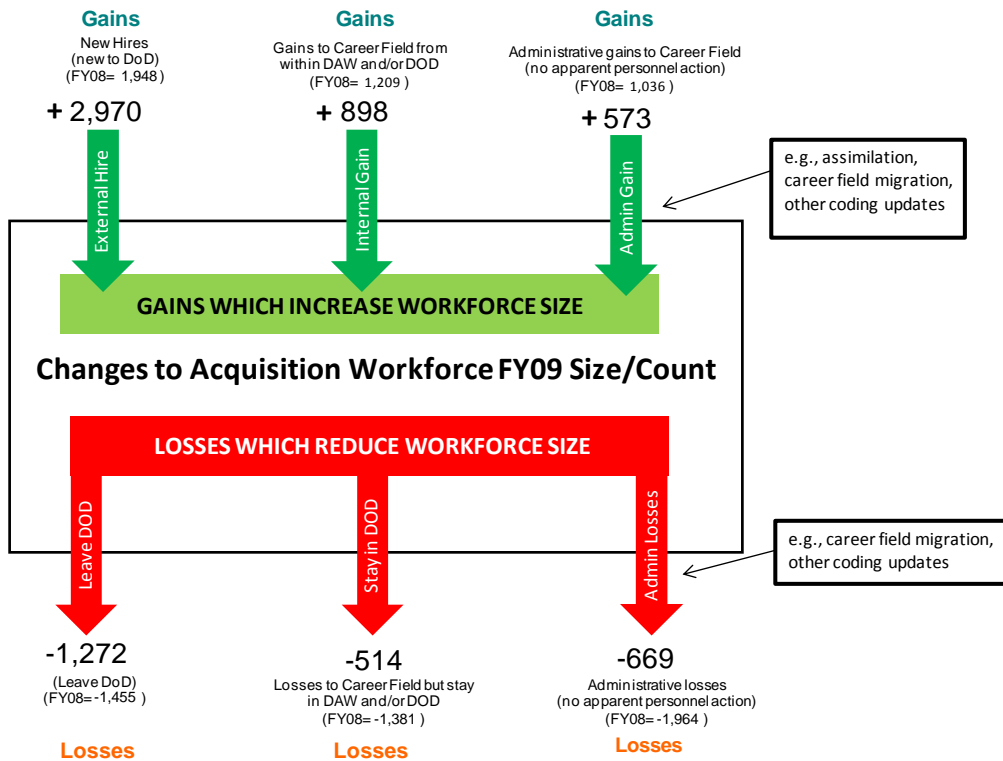 Gains
New Hires
(new to DoD)
(FY08= 1,948)
+ 2,970
Gains
Gains to Career Field from
within DAW and/or DOD
(FY08= 1,209)
+ 898
Gains
Administrative gains to Career Field
(no apparent personnel action)
(FY08= 1,036)
+ 573
e.g., assimilation,
career field migration,
other coding updates
External Hire
Internal Gain
Admin Gain
GAINS WHICH INCREASE WORKFORCE SIZE
Changes to Acquisition Workforce FY09 Size/Count
LOSSES WHICH REDUCE WORKFORCE SIZE
Leave DOD
Stay in DOD
Admin Losses
e.g., career field migration,
other coding updates
-1,272
(Leave DoD)
(FY08= -1,455)
Losses
-514
Losses to Career Field but stay
in DAW and/or DOD
(FY08= -1,381 )
Losses
-669
Administrative losses
(no apparent personnel action)
(FY08= -1,964 )
Losses